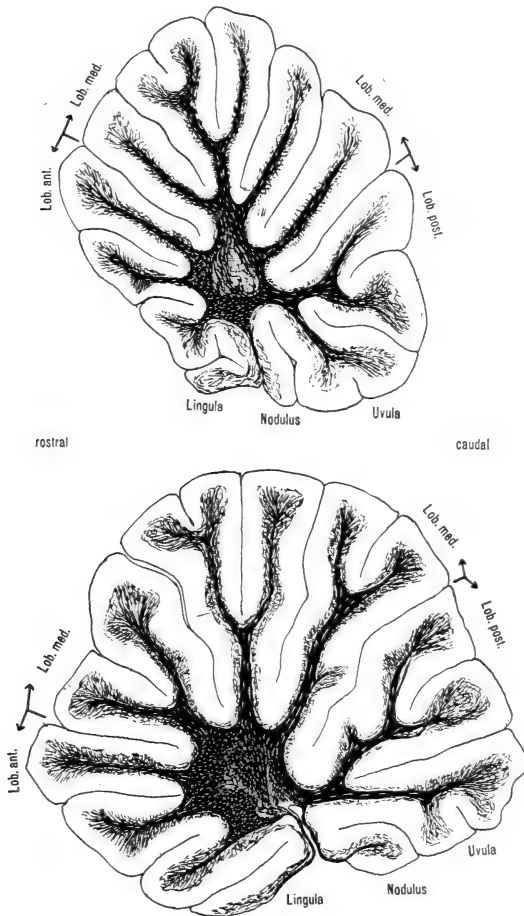 Lob. med.
Lob. ant.
Lob. med.
Lob. post.
Lingula
Nodulus
Uvula
rostral
caudal
Lob. med.
Lob. post.
Lob. med.
Lob. ant.
Uvula
Nodulus
Lingula